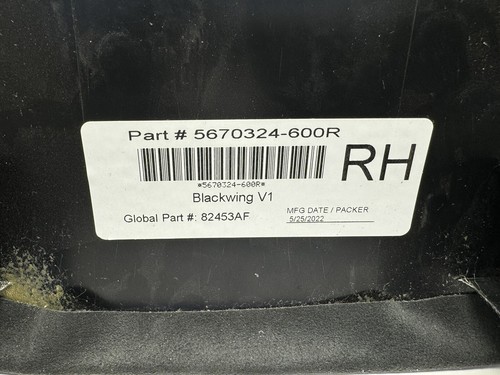 Part # 5670324-600R
RH
*5670324-600R*
Blackwing V1
Global Part #: 82453AF
MFG DATE / PACKER
5/25/2022